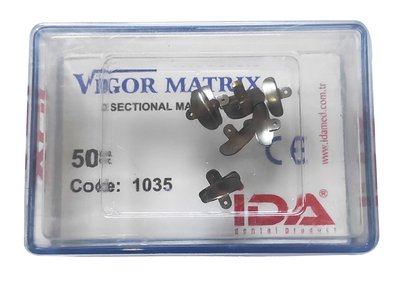 VIGOR MATRIX
SECTIONAL MA
50
Code: 1035
CE
www.idamed.com.tr
IDA
dental product